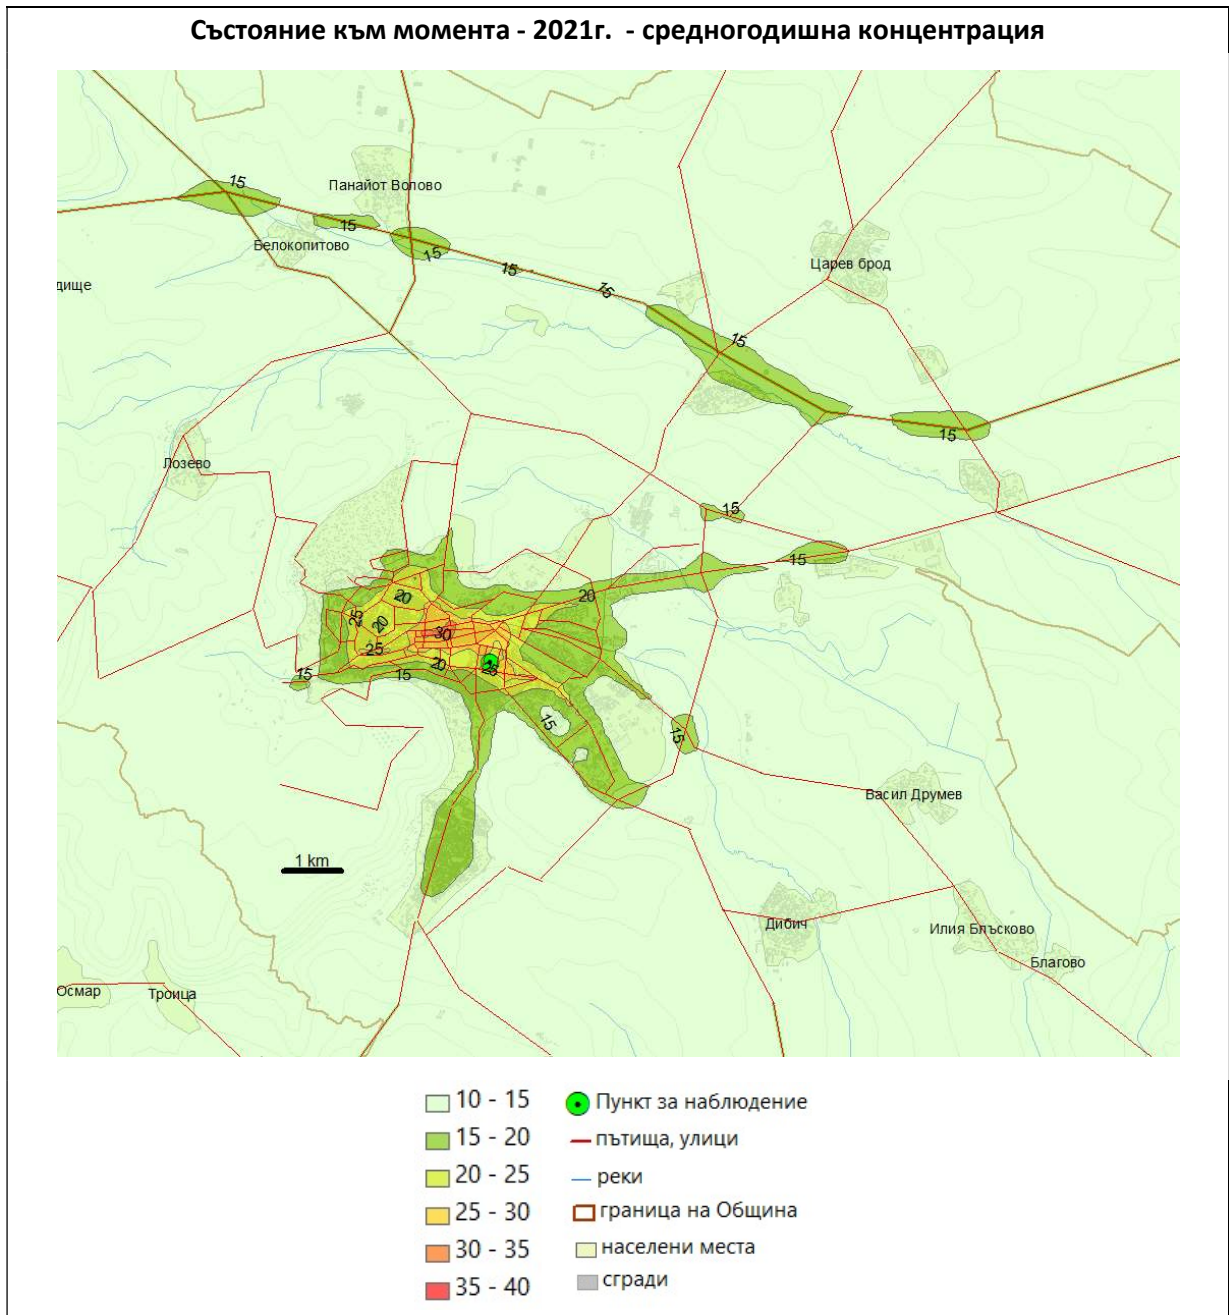 Състояние към момента - 2021г. - средногодишна концентрация
15
Панайот Волово
15
Белокопитово
15
15
15
Царев брод
дище
15
15
Лозево
15
15
20
20
25
20
30
25
20
25
15
15
15
15
Васил Друмев
1 km
Дибич
Илия Блъсково
Благово
Осмар
Троица
10 - 15
Пункт за наблюдение
15 - 20
пътища, улици
20 - 25
реки
25 - 30
граница на Община
30 - 35
населени места
35 - 40
сгради